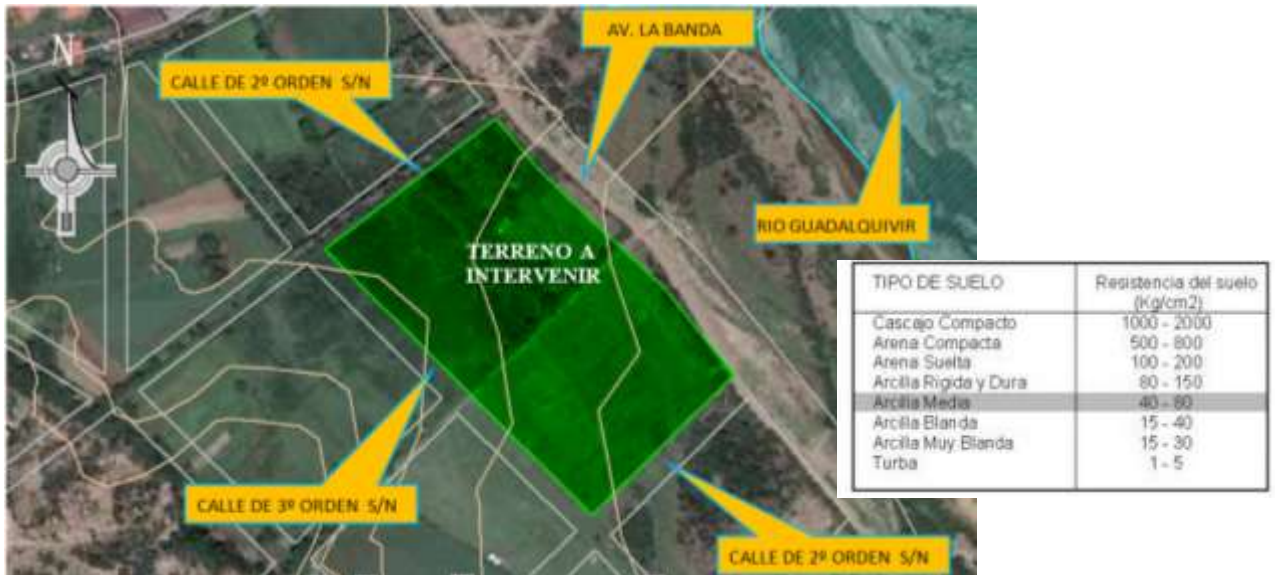 N
AV. LA BANDA
CALLE DE 2º ORDEN S/N
RIO GUADALQUIVIR
TERRENO A
INTERVENIR
CALLE DE 3º ORDEN S/N
CALLE DE 2º ORDEN S/N
TIPO DE SUELO Resistencia del suelo
(Kg/cm2)
Cascajo Compacto 1000 - 2000
Arena Compacta 500 - 800
Arena Suelta 100 - 200
Arcilla Rigida y Dura 80 - 150
Arcilla Media 40 - 80
Arcilla Blanda 15 - 40
Arcilla Muy Blanda 15 - 30
Turba 1 - 5